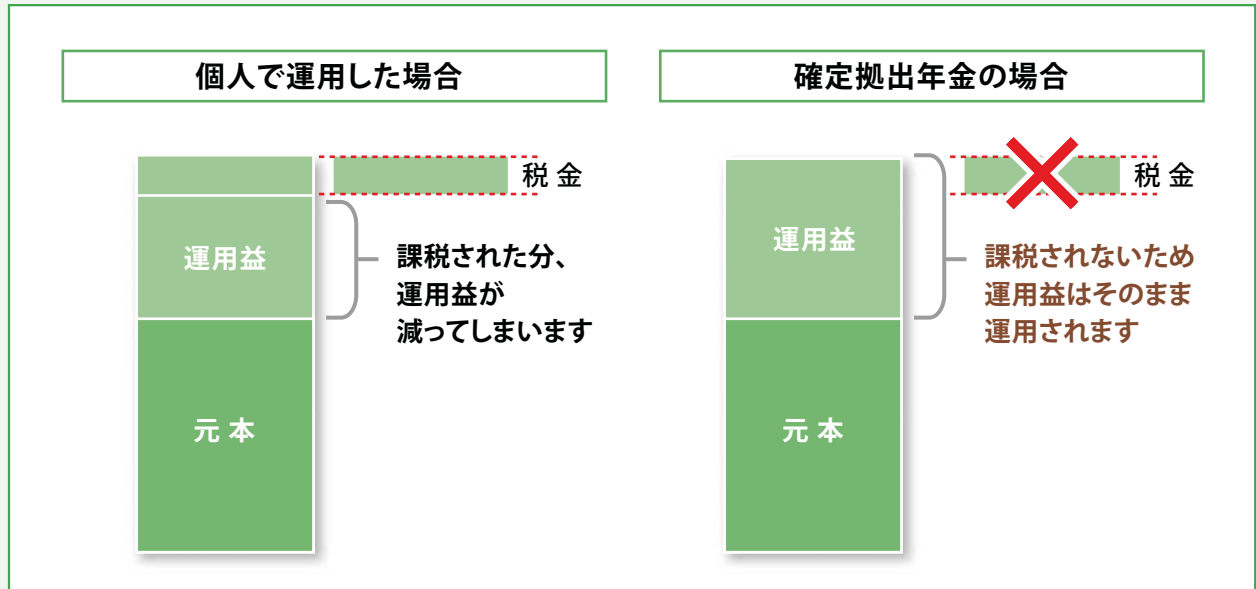 個人で運用した場合
税金
運用益
課税された分、
運用益が
減ってしまいます
元本
確定拠出年金の場合
税金
運用益
課税されないため
運用益はそのまま
運用されます
元本